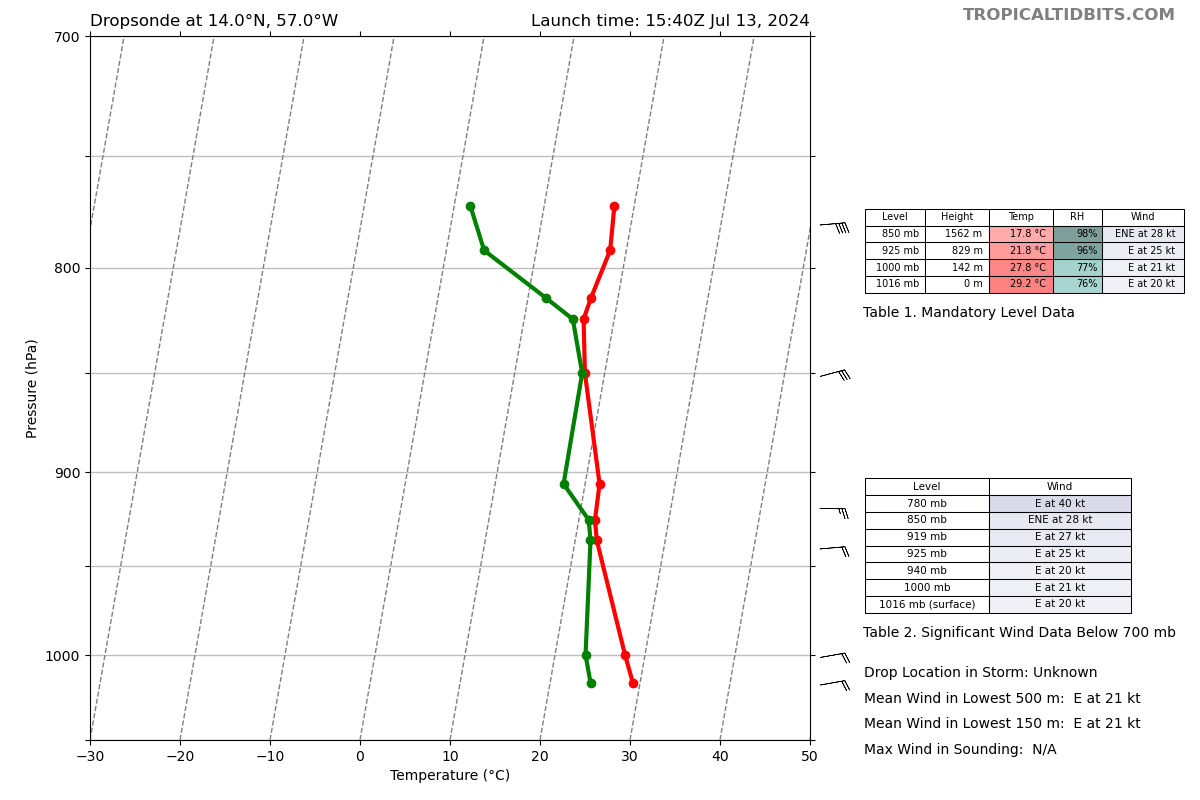 Dropsonde at 14.0°N, 57.0°W Launch time: 15:40Z Jul 13, 2024
TROPICALTIDBITS.COM
700
800
900
1000
Pressure (hPa)
−30 −20 −10 0 10 20 30 40 50
Temperature (°C)
Level Height Temp RH Wind
850 mb 1562 m 17.8 °C 98% ENE at 28 kt
925 mb 829 m 21.8 °C 96% E at 25 kt
1000 mb 142 m 27.8 °C 77% E at 21 kt
1016 mb 0 m 29.2 °C 76% E at 20 kt
Table 1. Mandatory Level Data
Level Wind
780 mb E at 40 kt
850 mb ENE at 28 kt
919 mb E at 27 kt
925 mb E at 25 kt
940 mb E at 20 kt
1000 mb E at 21 kt
1016 mb (surface) E at 20 kt
Table 2. Significant Wind Data Below 700 mb
Drop Location in Storm: Unknown
Mean Wind in Lowest 500 m: E at 21 kt
Mean Wind in Lowest 150 m: E at 21 kt
Max Wind in Sounding: N/A